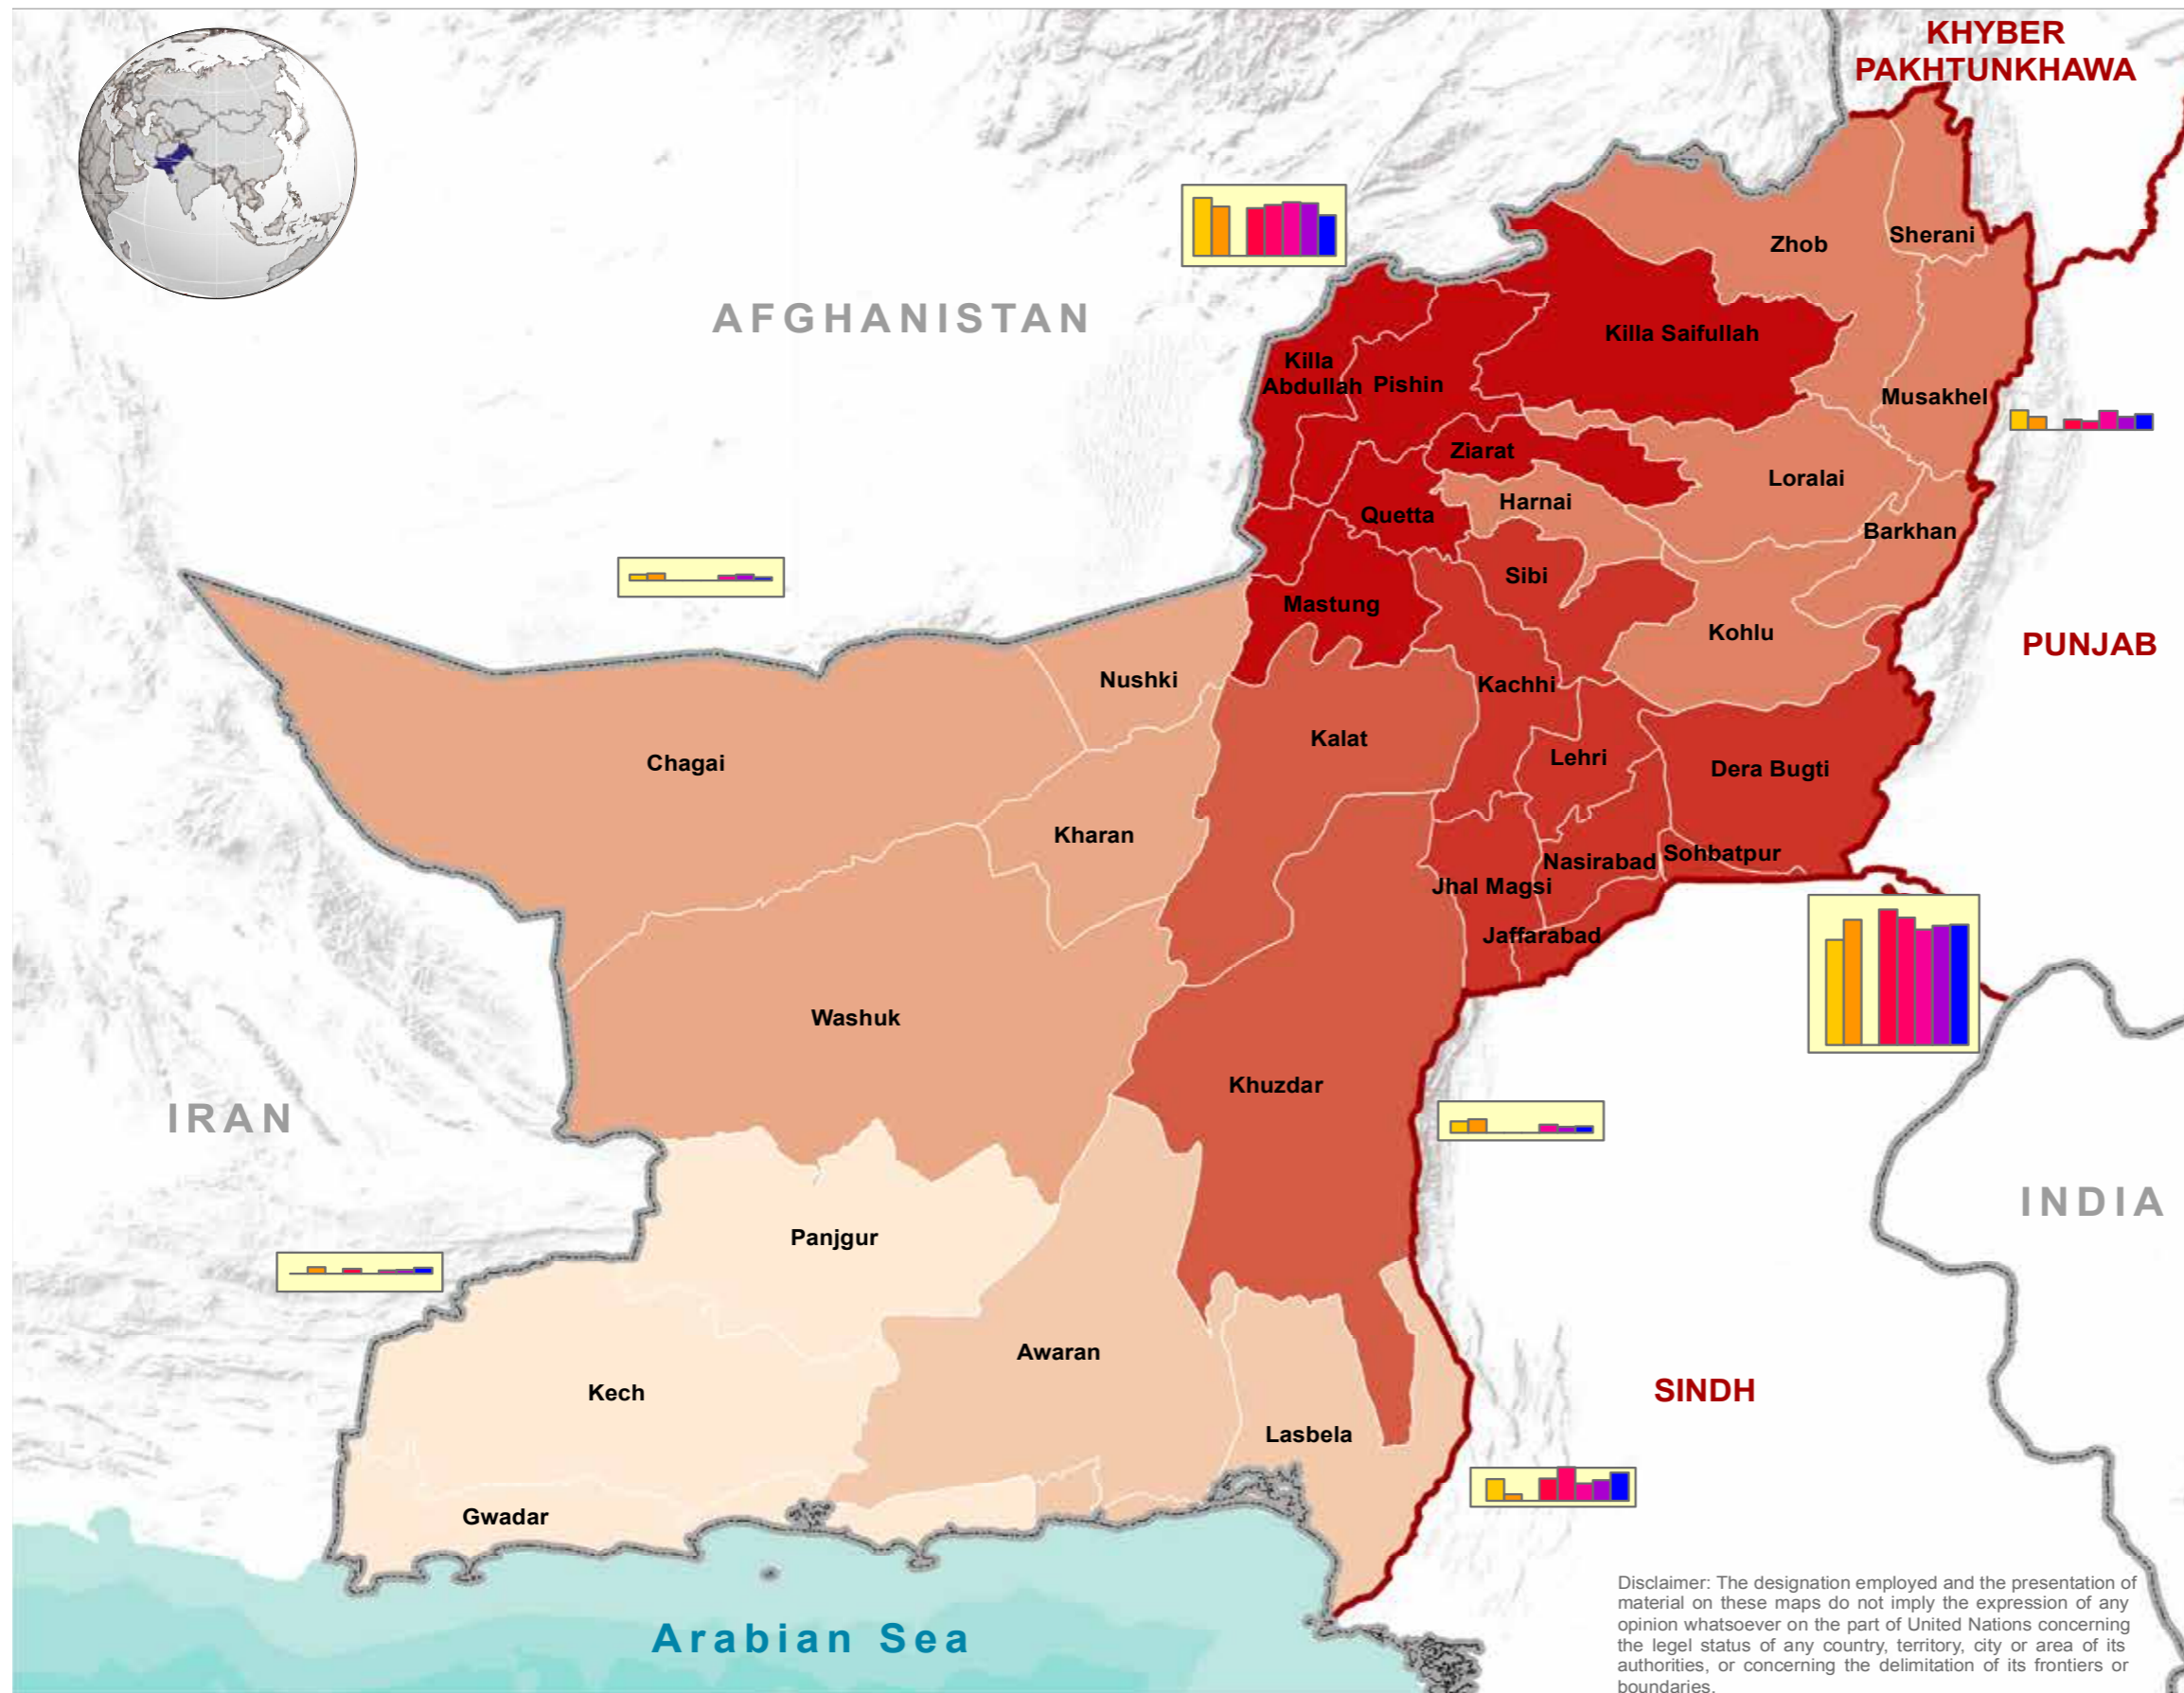 KHYBER
PAKHTUNKHAWA
Sherani
Zhob
AFGHANISTAN
Killa Saifullah
Killa
Abdullah
Pishin
Musakhel
Ziarat
Loralai
Harnai
Quetta
Barkhan
Sibi
Mastung
Kohlu
PUNJAB
Nushki
Kachhi
Kalat
Lehri
Chagai
Dera Bugti
Kharan
Sohbatpur
Nasirabad
Jhal Magsi
Jaffarabad
Washuk
Khuzdar
IRAN
INDIA
Panjgur
Awaran
SINDH
Kech
Lasbela
Gwadar
Arabian Sea
Disclaimer: The designation employed and the presentation of
material on these maps do not imply the expression of any
opinion whatsoever on the part of United Nations concerning
the legel status of any country, territory, city or area of its
authorities, or concerning the delimitation of its frontiers or
boundaries.